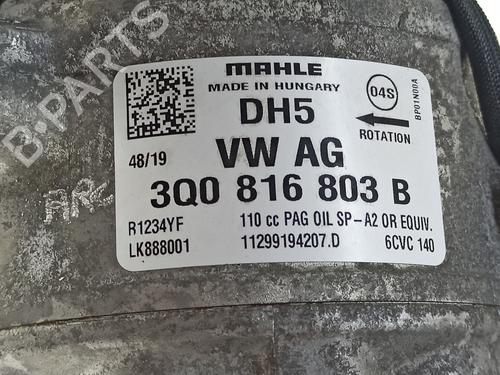 B-PARTS
MAHLE
MADE IN HUNGARY
04S
BP01N00A
DH5
ROTATION
48/19
VW AG
3Q0 816 803 B
R1234YF 110 cc PAG OIL SP-A2 OR EQUIV.
LK888001 11299194207.D 6CVC 140